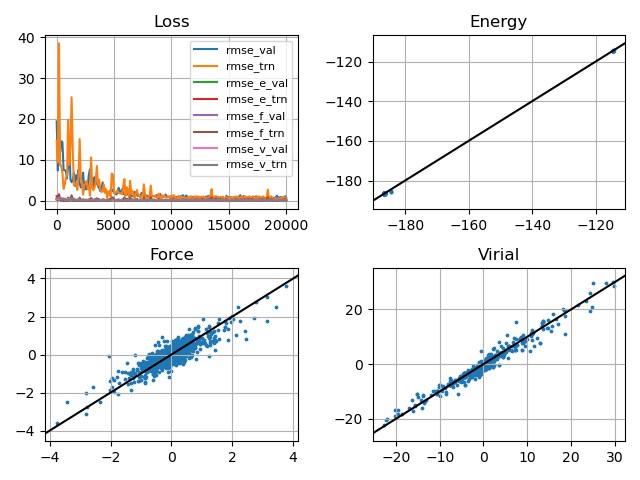 Loss
40
30
20
10
0
0 5000 10000 15000 20000
rmse_val
rmse_trn
rmse_e_val
rmse_e_trn
rmse_f_val
rmse_f_trn
rmse_v_val
rmse_v_trn
Energy
−120
−140
−160
−180
−180 −160 −140 −120
Force
4
2
0
−2
−4
−4 −2 0 2 4
Virial
20
0
−20
−20 −10 0 10 20 30